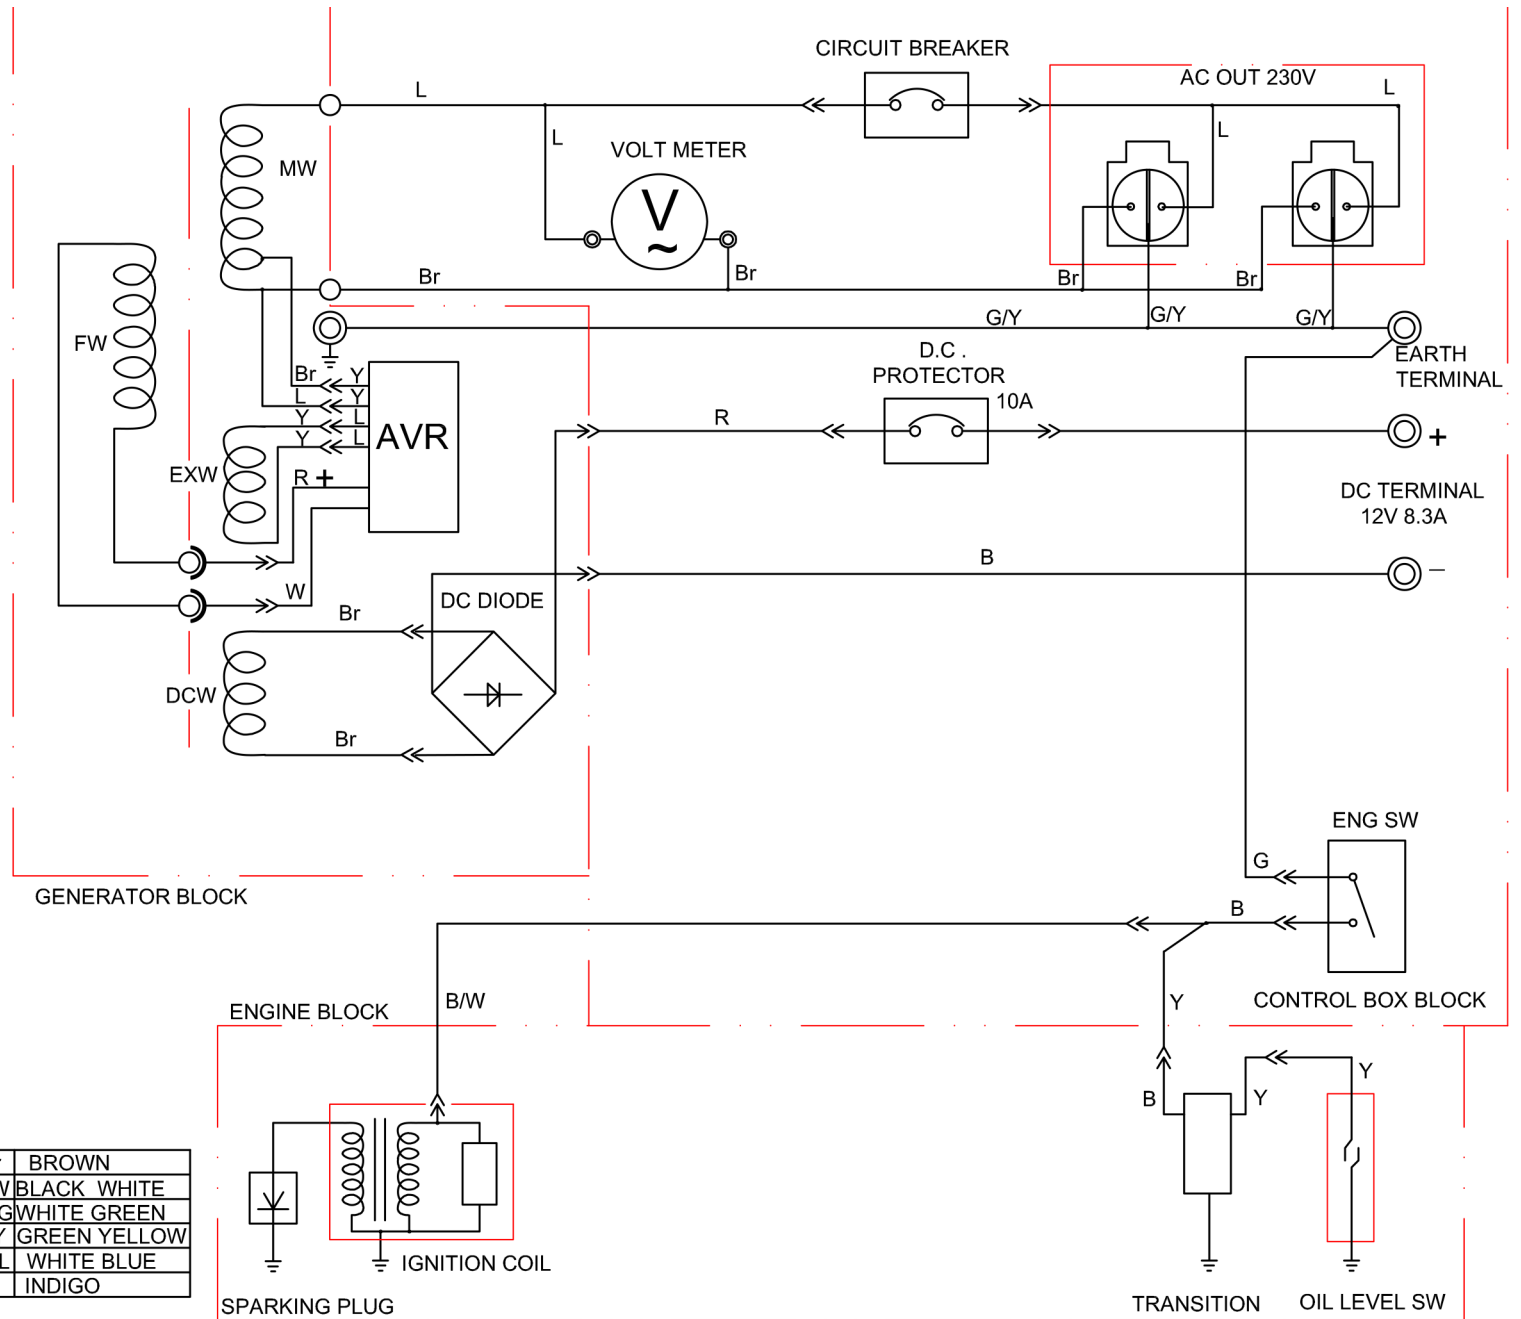 CIRCUIT BREAKER
AC OUT 230V
L
L
L
L
VOLT METER
MW
V
~
Br
Br
Br
Br
G/Y
G/Y
G/Y
FW
D.C .
PROTECTOR
10A
EARTH
TERMINAL
Br
Y
L
Y
Y
L
Y
L
AVR
R
+
EXW
R
+
DC TERMINAL
12V 8.3A
B
–
W
DC DIODE
Br
DCW
Br
ENG SW
G
B
GENERATOR BLOCK
B/W
Y
CONTROL BOX BLOCK
ENGINE BLOCK
Y
B
Y
BROWN
W BLACK WHITE
G WHITE GREEN
Y GREEN YELLOW
L WHITE BLUE
INDIGO
IGNITION COIL
SPARKING PLUG
TRANSITION
OIL LEVEL SW